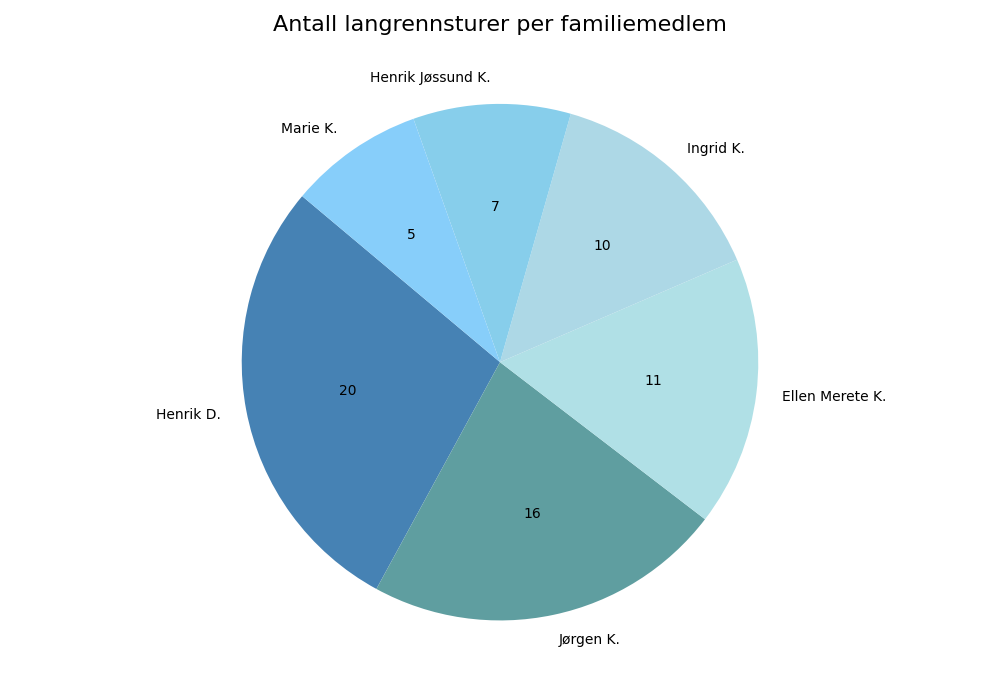 Antall langrennsturer per familiemedlem
Henrik Jøssund K.
Marie K.
Ingrid K.
7
5
10
11
20
Ellen Merete K.
Henrik D.
16
Jørgen K.